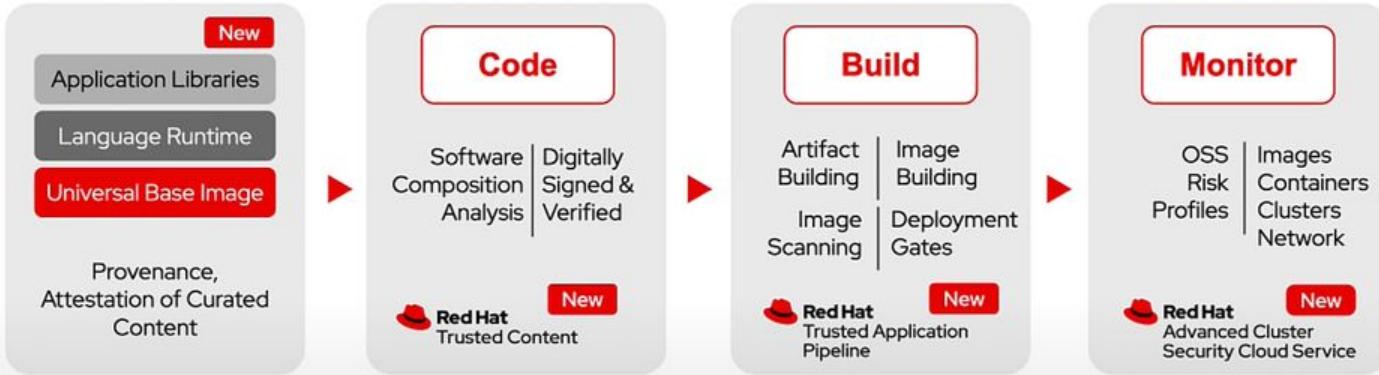 New
Application Libraries
Language Runtime
Universal Base Image
Provenance,
Attestation of Curated
Content
Code
Software
Composition
Analysis
Digitally
Signed &
Verified
New
Red Hat
Trusted Content
Build
Artifact
Building
Image
Building
Image
Scanning
Deployment
Gates
New
Red Hat
Trusted Application
Pipeline
Monitor
OSS
Risk
Profiles
Images
Containers
Clusters
Network
New
Red Hat
Advanced Cluster
Security Cloud Service